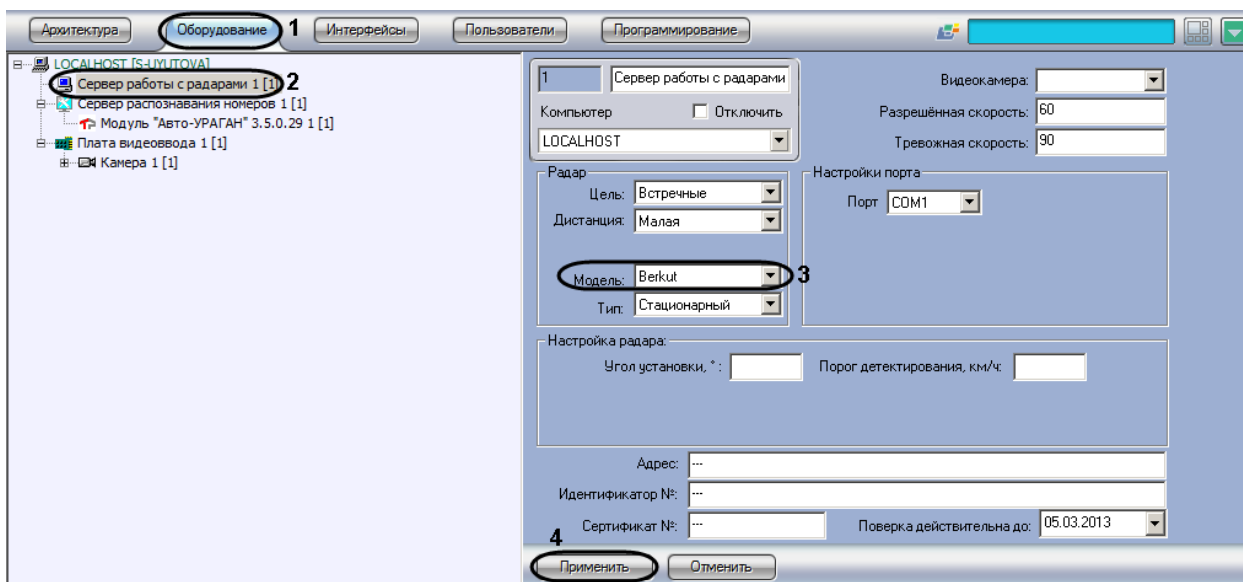 Архитектура Оборудование 1 Интерфейсы Пользователи Программирование
LOCALHOST [S-UYUTOVA]
Сервер работы с радарами 1 [1] 2
Сервер распознавания номеров 1 [1]
Модуль "Авто-УРАГАН" 3.5.0.29 1 [1]
Плата видеоввода 1 [1]
Камера 1 [1]
1 Сервер работы с радарами
Компьютер Отключить
LOCALHOST
Видеокамера:
Разрешённая скорость: 60
Тревожная скорость: 90
Радар
Цель: Встречные
Дистанция: Малая
Модель: Berkut 3
Тип: Стационарный
Настройки порта
Порт COM1
Настройка радара:
Угол установки, ° : Порог детектирования, км/ч:
Адрес: ---
Идентификатор №: ---
Сертификат №: --- Поверка действительна до: 05.03.2013
4
Применить Отменить